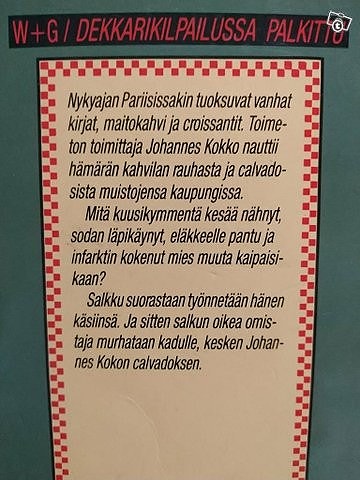 W+G / DEKKARIKILPAILUSSA PALKITTU
Nykyajan Pariisissakin tuoksuvat vanhat
kirjat, maitokahvi ja croissantit. Toime-
ton toimittaja Johannes Kokko nauttii
hämärän kahvilan rauhasta ja calvado-
sista muistojensa kaupungissa.
Mitä kuusikymmentä kesää nähnyt,
sodan läpikäynyt, eläkkeelle pantu ja
infarktin kokenut mies muuta kaipaisi-
kaan?
Salkku suorastaan työnnetään hänen
käsiinsä. Ja sitten salkun oikea omis-
taja murhataan kadulle, kesken Johan-
nes Kokon calvadoksen.